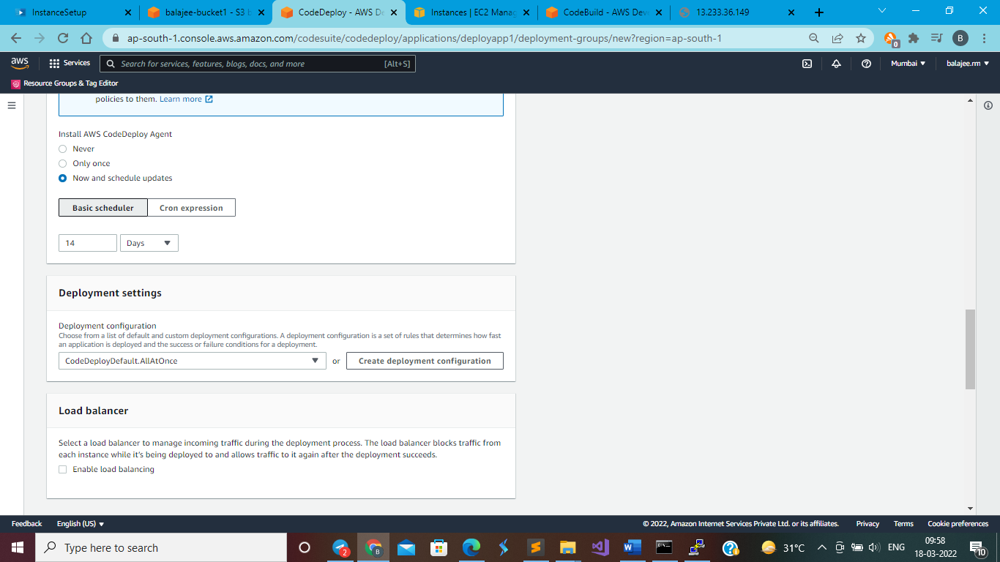 InstanceSetup
balajee-bucket1 - S3 b
CodeDeploy - AWS De
Instances | EC2 Manag
CodeBuild - AWS Dev
13.233.36.149
ap-south-1.console.aws.amazon.com/codesuite/codedeploy/applications/deployapp1/deployment-groups/new?region=ap-south-1
0
B
aws
Services
Search for services, features, blogs, docs, and more
[Alt+S]
Mumbai
balajee.rm
Resource Groups & Tag Editor
policies to them. Learn more
Install AWS CodeDeploy Agent
Never
Only once
Now and schedule updates
Basic scheduler
Cron expression
14
Days
Deployment settings
Deployment configuration
Choose from a list of default and custom deployment configurations. A deployment configuration is a set of rules that determines how fast
an application is deployed and the success or failure conditions for a deployment.
CodeDeployDefault.AllAtOnce
or
Create deployment configuration
Load balancer
Select a load balancer to manage incoming traffic during the deployment process. The load balancer blocks traffic from
each instance while it's being deployed to and allows traffic to it again after the deployment succeeds.
Enable load balancing
Feedback
English (US)
© 2022, Amazon Internet Services Private Ltd. or its affiliates.
Privacy
Terms
Cookie preferences
Type here to search
2
B
31°C
ENG
09:58
18-03-2022
10